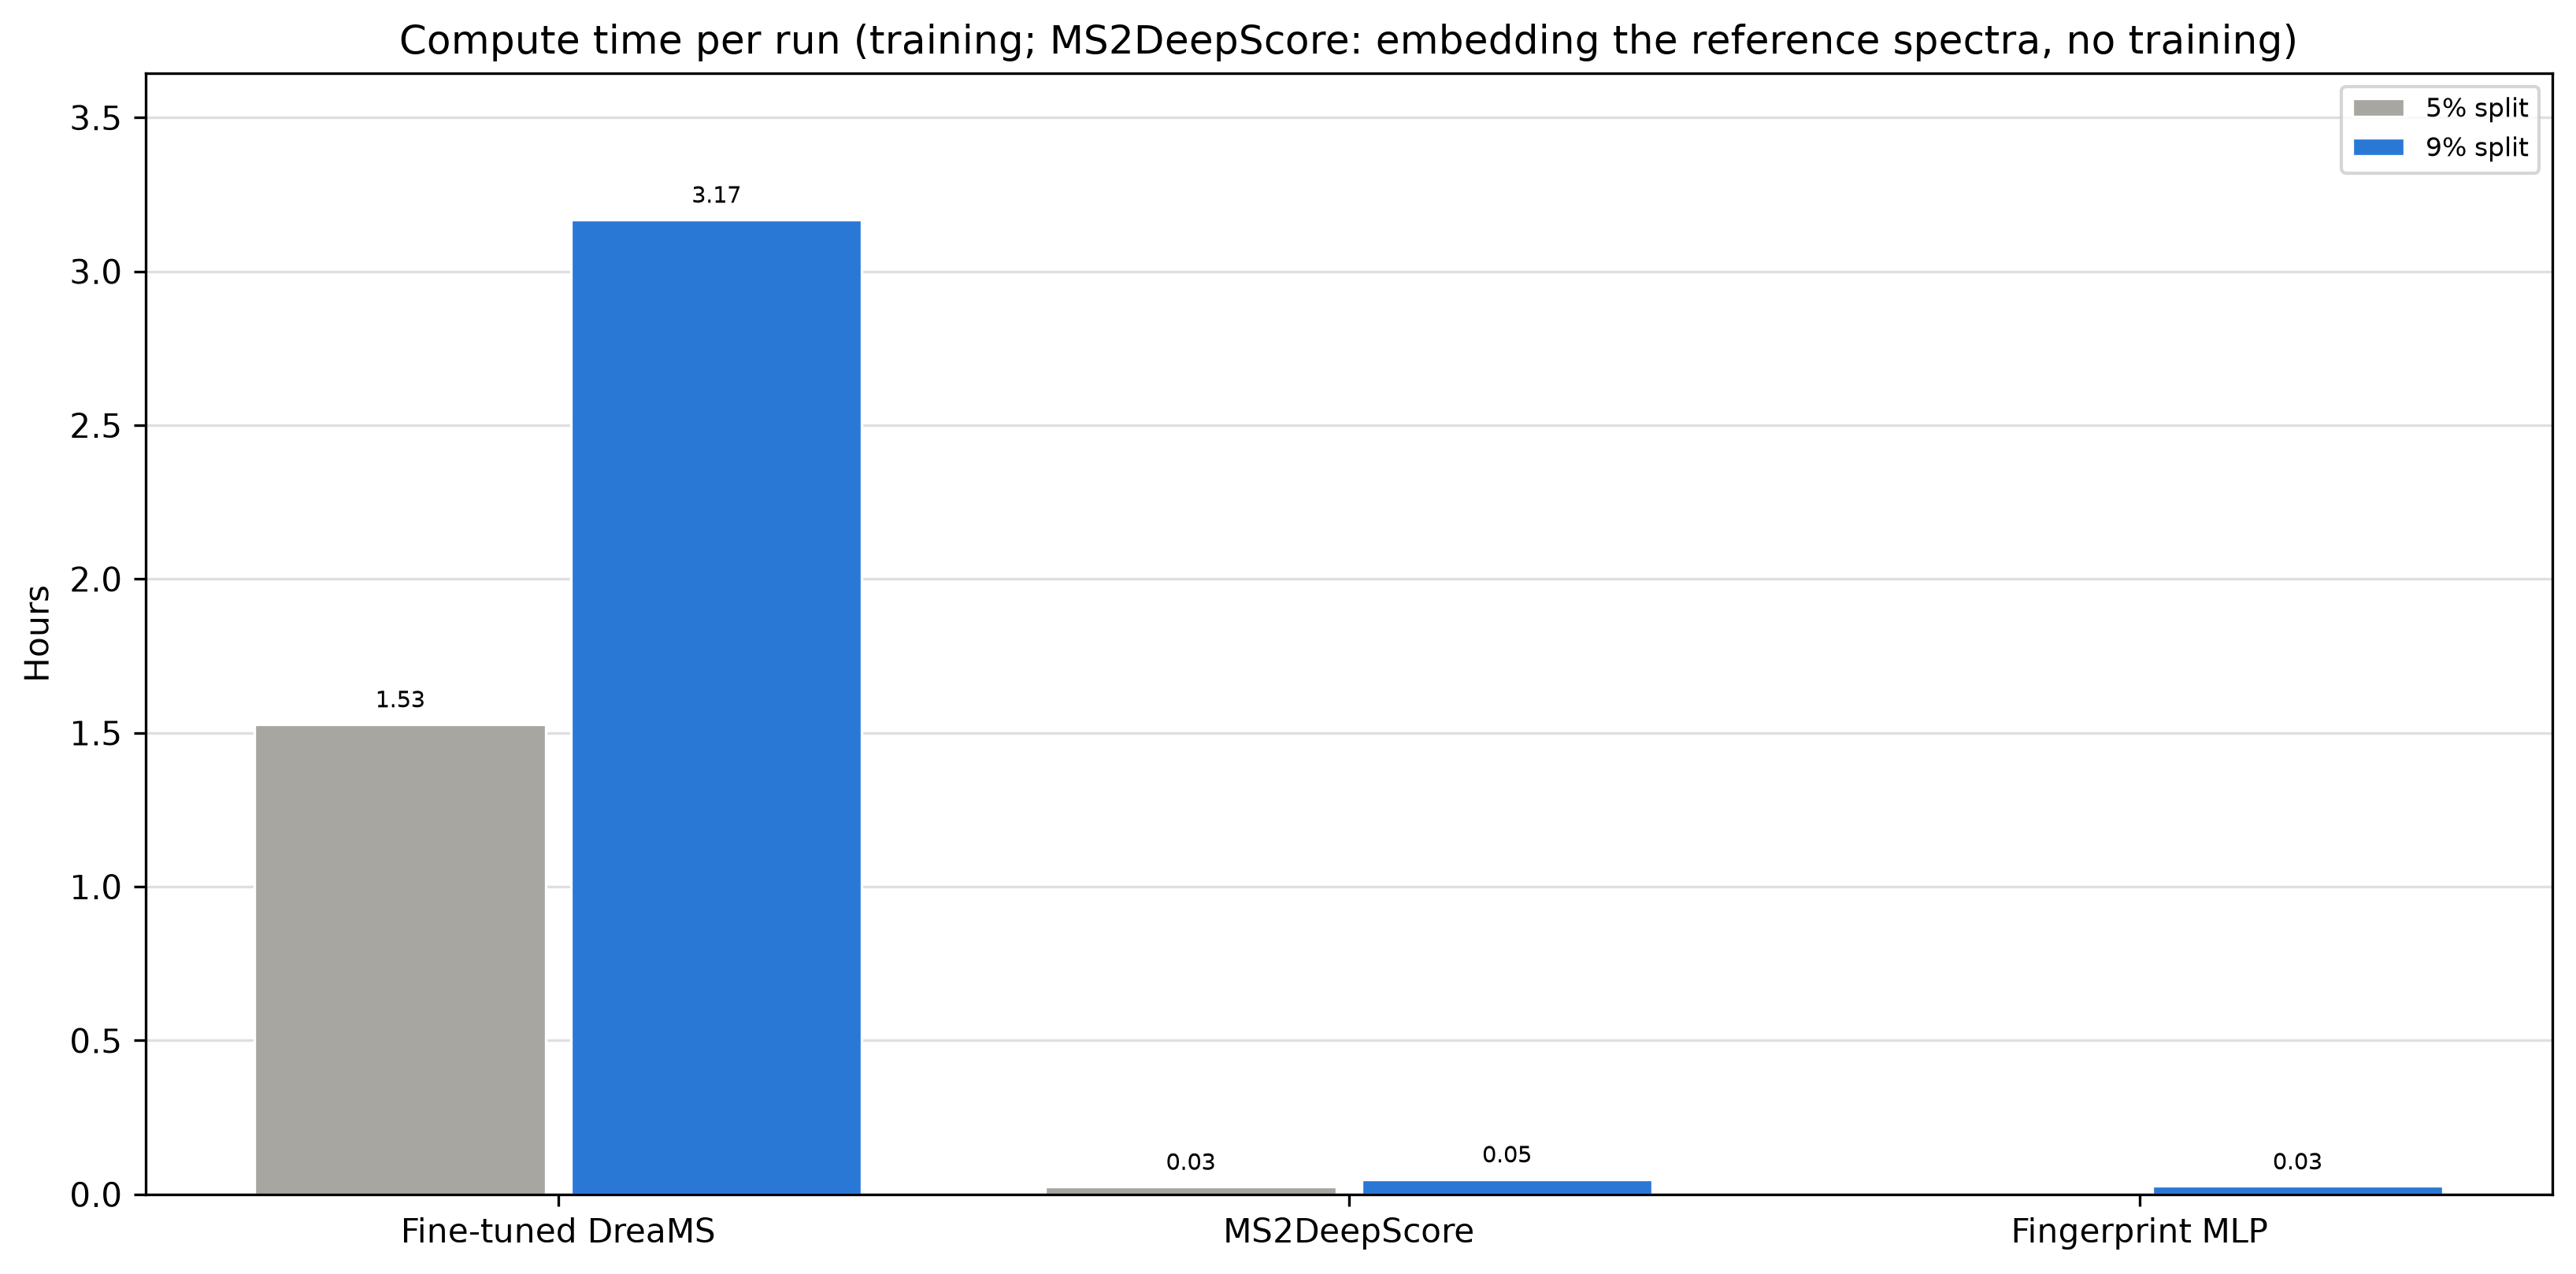 Compute time per run (training; MS2DeepScore: embedding the reference spectra, no training)
5% split
9% split
Hours
3.5
3.0
2.5
2.0
1.5
1.0
0.5
0.0
1.53
3.17
0.03
0.05
0.03
Fine-tuned DreaMS
MS2DeepScore
Fingerprint MLP